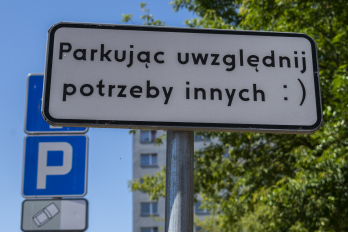 Parkując uwzględnij
potrzeby innych :)
P